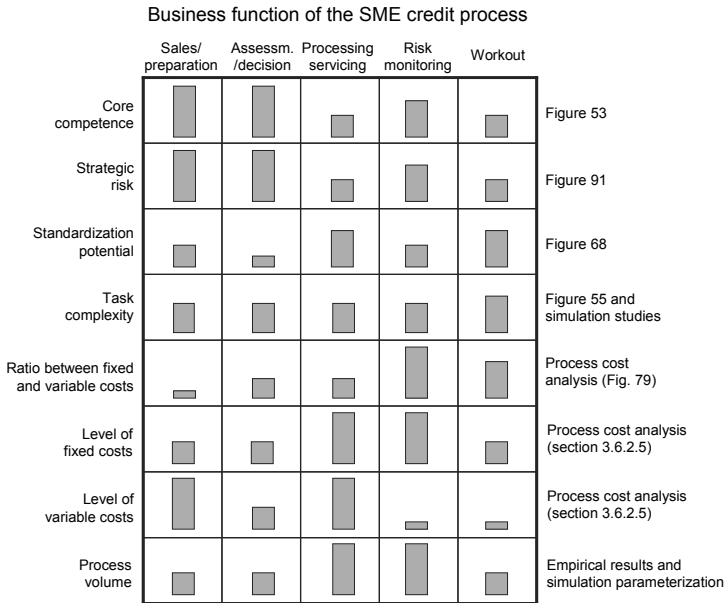 Business function of the SME credit process
Sales/
preparation
Assessm.
/decision
Processing
servicing
Risk
monitoring
Workout
Core
competence
Figure 53
Strategic
risk
Figure 91
Standardization
potential
Figure 68
Task
complexity
Figure 55 and
simulation studies
Ratio between fixed
and variable costs
Process cost
analysis (Fig. 79)
Level of
fixed costs
Process cost analysis
(section 3.6.2.5)
Level of
variable costs
Process cost analysis
(section 3.6.2.5)
Process
volume
Empirical results and
simulation parameterization